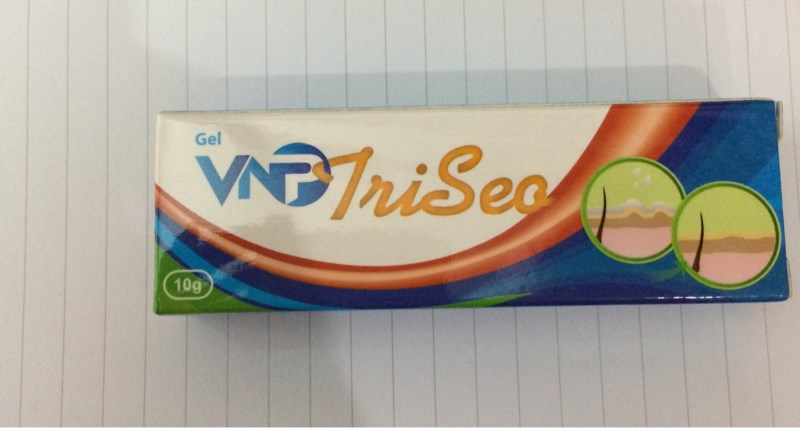 Gel
VNP TriSeo
10g